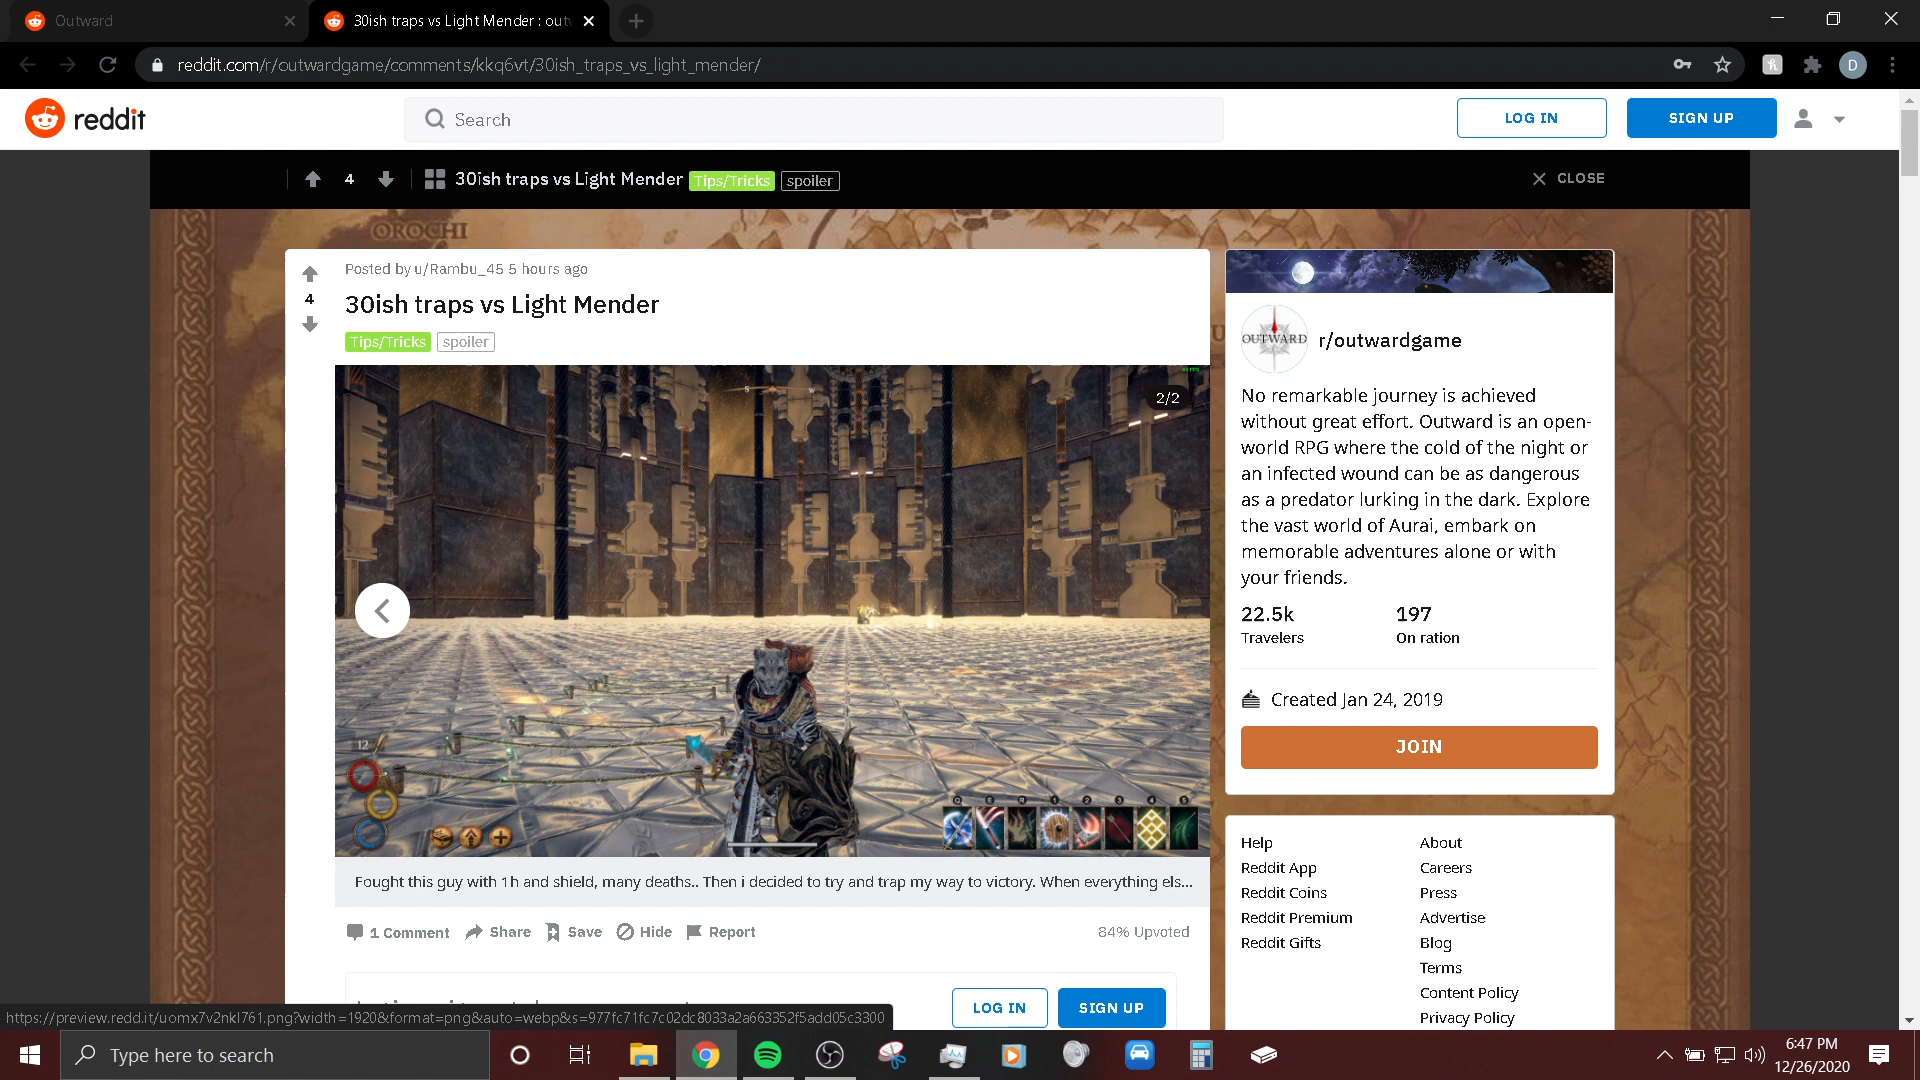 Outward
30ish traps vs Light Mender : out
reddit.com/r/outwardgame/comments/kkq6vt/30ish_traps_vs_light_mender/
D
reddit
Search
LOG IN
SIGN UP
4
30ish traps vs Light Mender Tips/Tricks spoiler
CLOSE
OROCHI
Posted by u/Rambu_45 5 hours ago
4
30ish traps vs Light Mender
Tips/Tricks spoiler
2/2
S
W
12
Q E R 1 2 3 4 5
Fought this guy with 1h and shield, many deaths.. Then i decided to try and trap my way to victory. When everything els...
1 Comment Share Save Hide Report
84% Upvoted
LOG IN
SIGN UP
OUTWARD
r/outwardgame
No remarkable journey is achieved
without great effort. Outward is an open-
world RPG where the cold of the night or
an infected wound can be as dangerous
as a predator lurking in the dark. Explore
the vast world of Aurai, embark on
memorable adventures alone or with
your friends.
22.5k 197
Travelers On ration
Created Jan 24, 2019
JOIN
Help About
Reddit App Careers
Reddit Coins Press
Reddit Premium Advertise
Reddit Gifts Blog
Terms
Content Policy
Privacy Policy
https://preview.redd.it/uomx7v2nkl761.png?width=1920&format=png&auto=webp&s=977fc71fc7c02dc8033a2a663352f5add05c3300
Type here to search
6:47 PM
12/26/2020